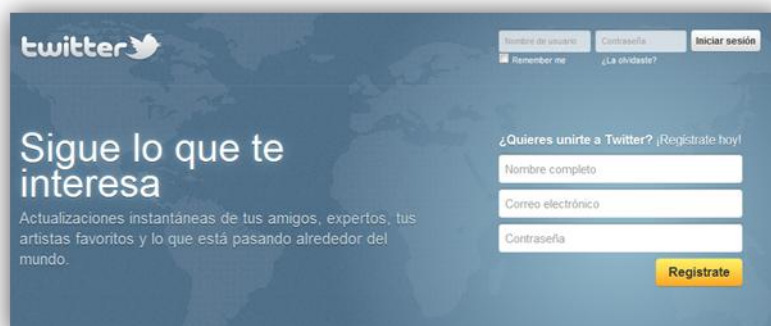 twitter
Nombre de usuario
Contraseña
Iniciar sesión
Remember me
¿La olvidaste?
Sigue lo que te
interesa
Actualizaciones instantáneas de tus amigos, expertos, tus
artistas favoritos y lo que está pasando alrededor del
mundo.
¿Quieres unirte a Twitter? ¡Regístrate hoy!
Nombre completo
Correo electrónico
Contraseña
Regístrate